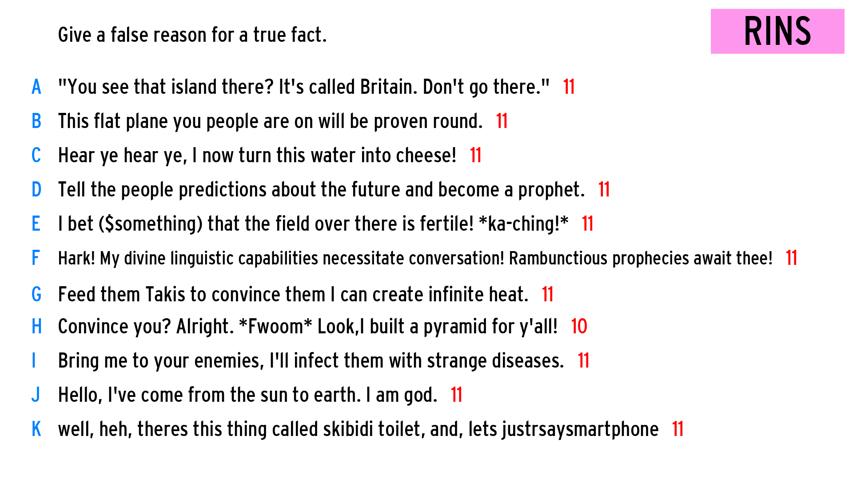 Give a false reason for a true fact.
RINS
A "You see that island there? It's called Britain. Don't go there." 11
B This flat plane you people are on will be proven round. 11
C Hear ye hear ye, I now turn this water into cheese! 11
D Tell the people predictions about the future and become a prophet. 11
E I bet ($something) that the field over there is fertile! *ka-ching!* 11
F Hark! My divine linguistic capabilities necessitate conversation! Rambunctious prophecies await thee! 11
G Feed them Takis to convince them I can create infinite heat. 11
H Convince you? Alright. *Fwoom* Look,I built a pyramid for y'all! 10
I Bring me to your enemies, I'll infect them with strange diseases. 11
J Hello, I've come from the sun to earth. I am god. 11
K well, heh, theres this thing called skibidi toilet, and, lets justrsaysmartphone 11